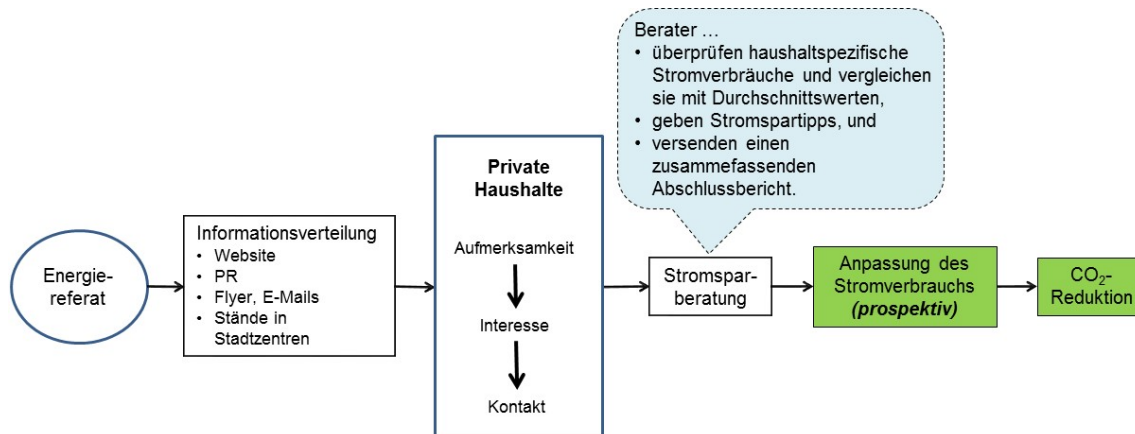 Berater …
• überprüfen haushaltspezifische
Stromverbräuche und vergleichen
sie mit Durchschnittswerten,
• geben Stromspartipps, und
• versenden einen
zusammefassenden
Abschlussbericht.
Energie-
referat
Informationsverteilung
• Website
• PR
• Flyer, E-Mails
• Stände in
Stadtzentren
Private
Haushalte
Aufmerksamkeit
Interesse
Kontakt
Stromspar-
beratung
Anpassung des
Stromverbrauchs
(prospektiv)
CO₂-
Reduktion